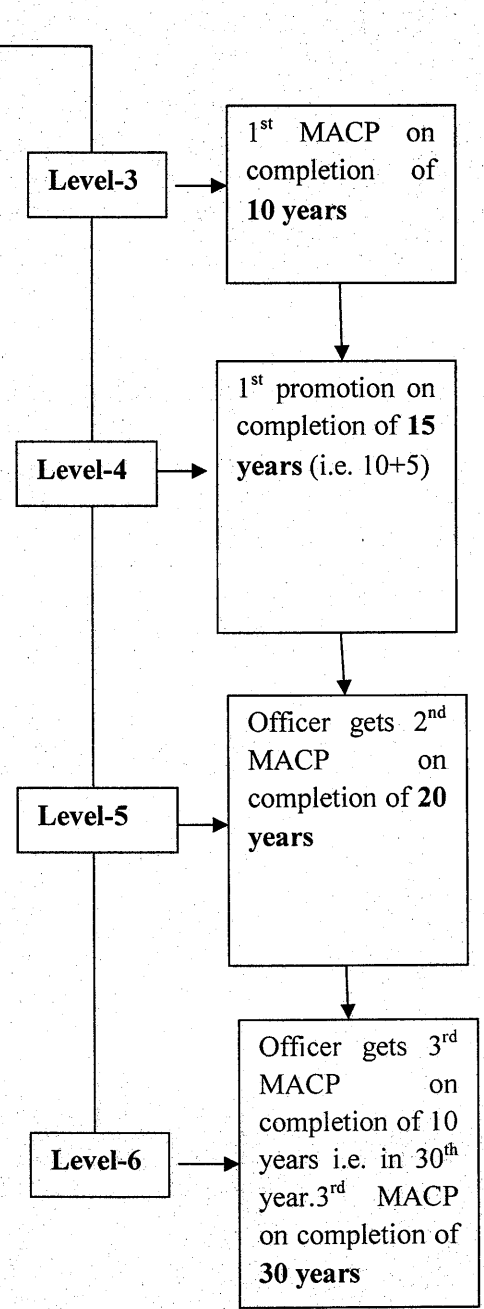 Level-3
1st MACP on
completion of
10 years
Level-4
1st promotion on
completion of 15
years (i.e. 10+5)
Level-5
Officer gets 2nd
MACP on
completion of 20
years
Level-6
Officer gets 3rd
MACP on
completion of 10
years i.e. in 30th
year.3rd MACP
on completion of
30 years